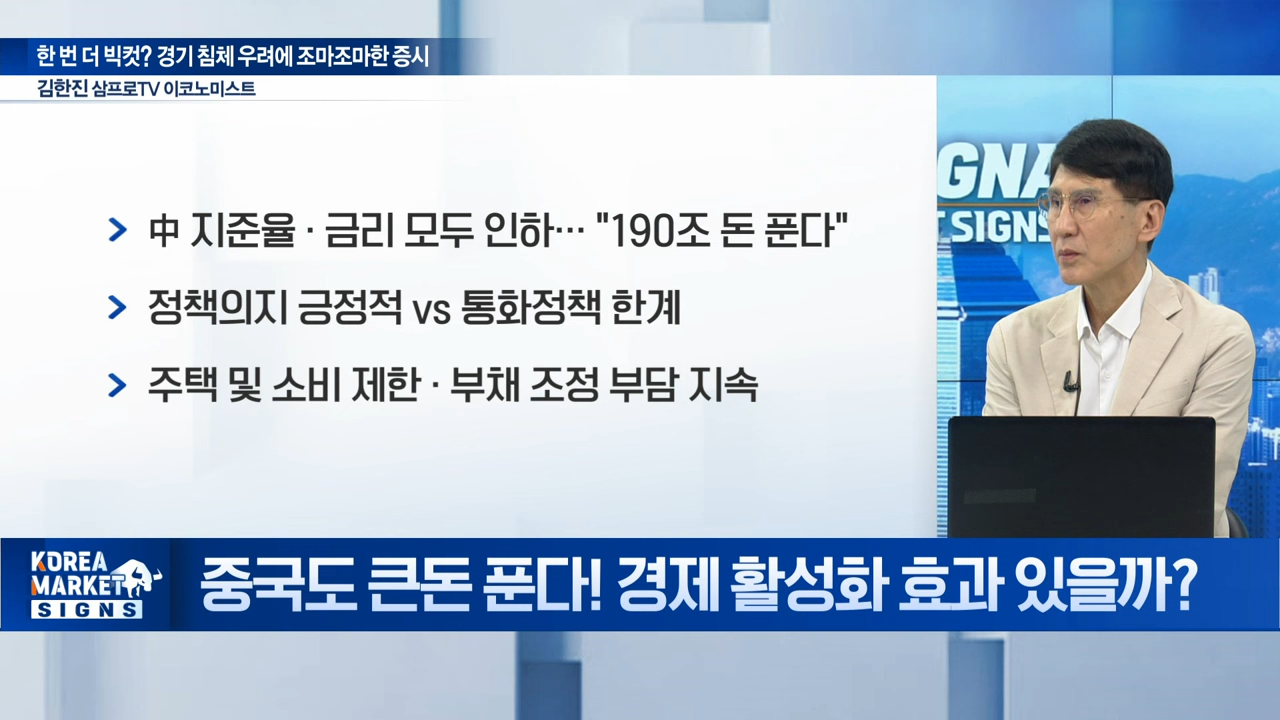 한 번 더 빅컷? 경기 침체 우려에 조마조마한 증시
김한진 삼프로TV 이코노미스트
中 지준율·금리 모두 인하… "190조 돈 푼다"
정책의지 긍정적 vs 통화정책 한계
주택 및 소비 제한·부채 조정 부담 지속
GNA
T SIGNS
KOREA
MARKET
SIGNS
중국도 큰돈 푼다! 경제 활성화 효과 있을까?